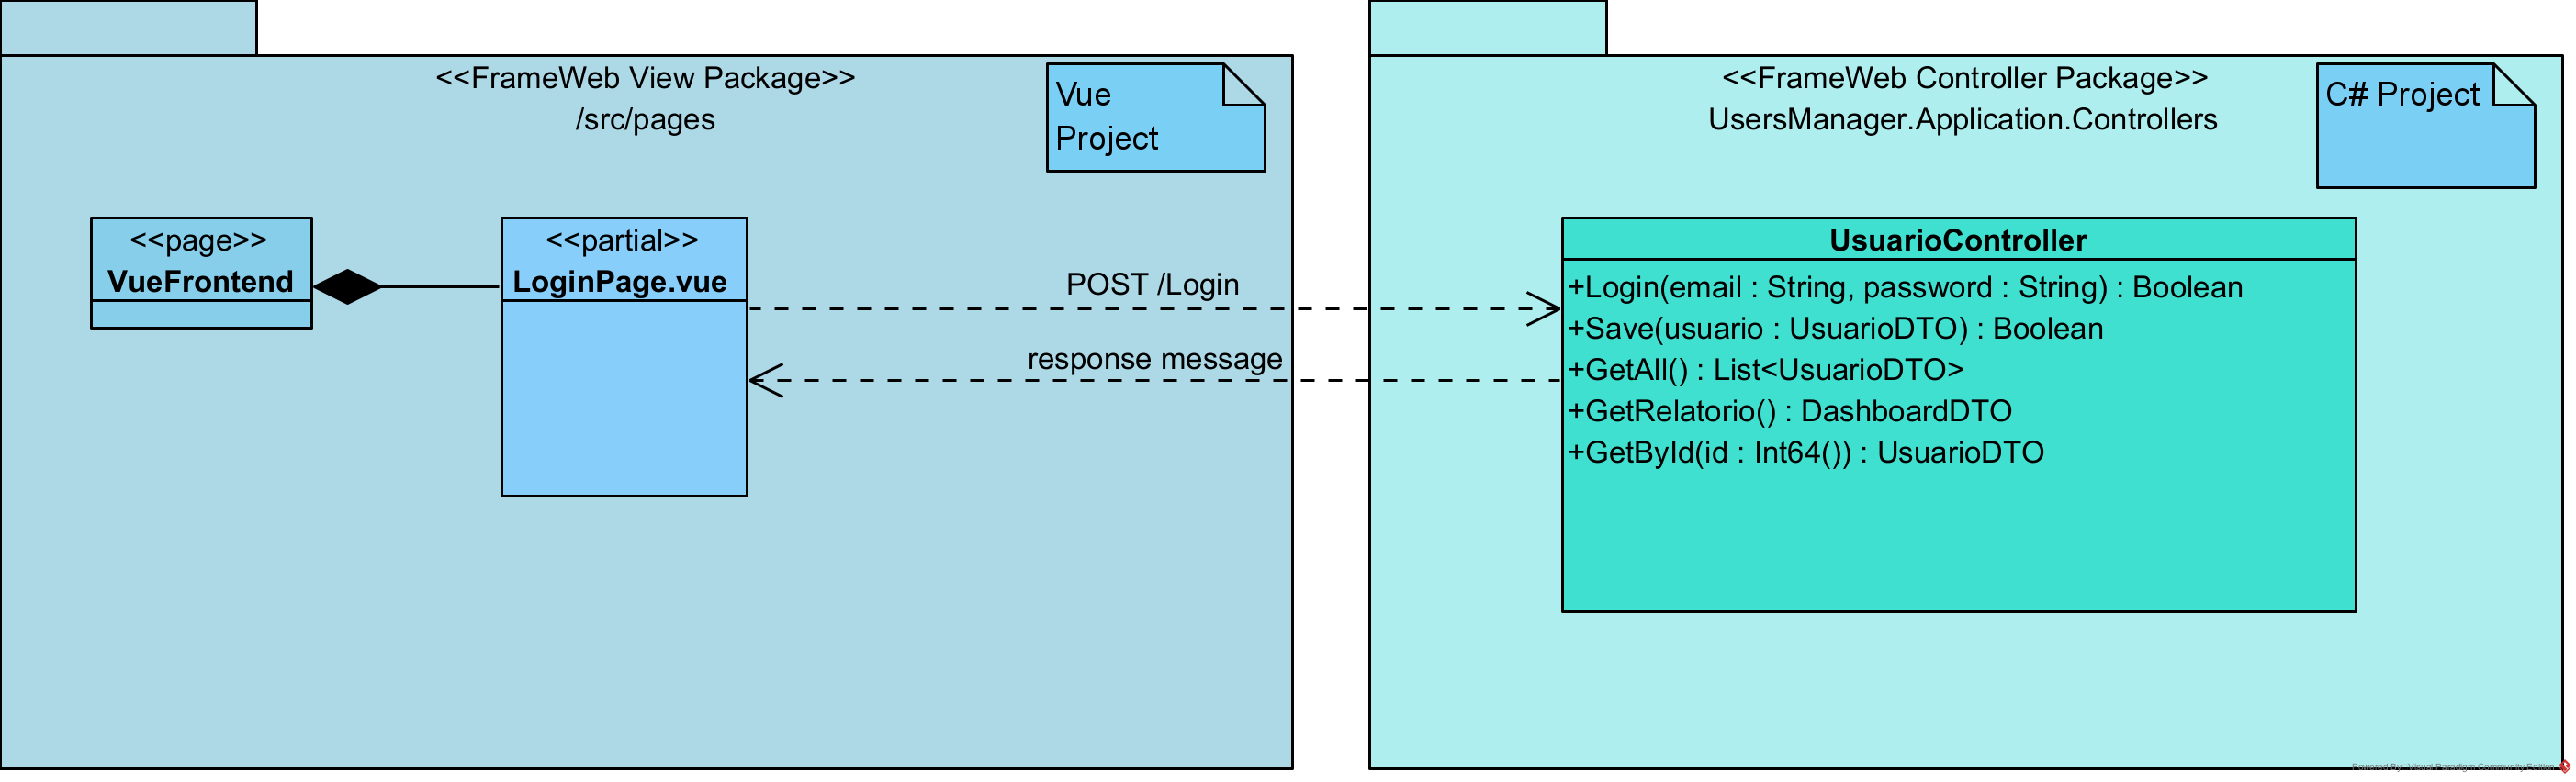 <<FrameWeb View Package>>
/src/pages
Vue
Project
<<page>>
VueFrontend
<<partial>>
LoginPage.vue
POST /Login
response message
<<FrameWeb Controller Package>>
UsersManager.Application.Controllers
C# Project
UsuarioController
+Login(email : String, password : String) : Boolean
+Save(usuario : UsuarioDTO) : Boolean
+GetAll() : List<UsuarioDTO>
+GetRelatorio() : DashboardDTO
+GetById(id : Int64()) : UsuarioDTO
Powered By: Visual Paradigm Community Edition